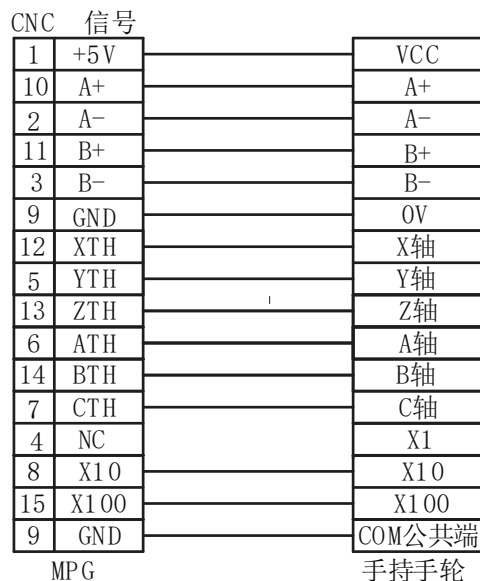 CNC 信号
1 +5V VCC
10 A+ A+
2 A- A-
11 B+ B+
3 B- B-
9 GND 0V
12 XTH X轴
5 YTH Y轴
13 ZTH Z轴
6 ATH A轴
14 BTH B轴
7 CTH C轴
4 NC X1
8 X10 X10
15 X100 X100
9 GND COM公共端
MPG 手持手轮